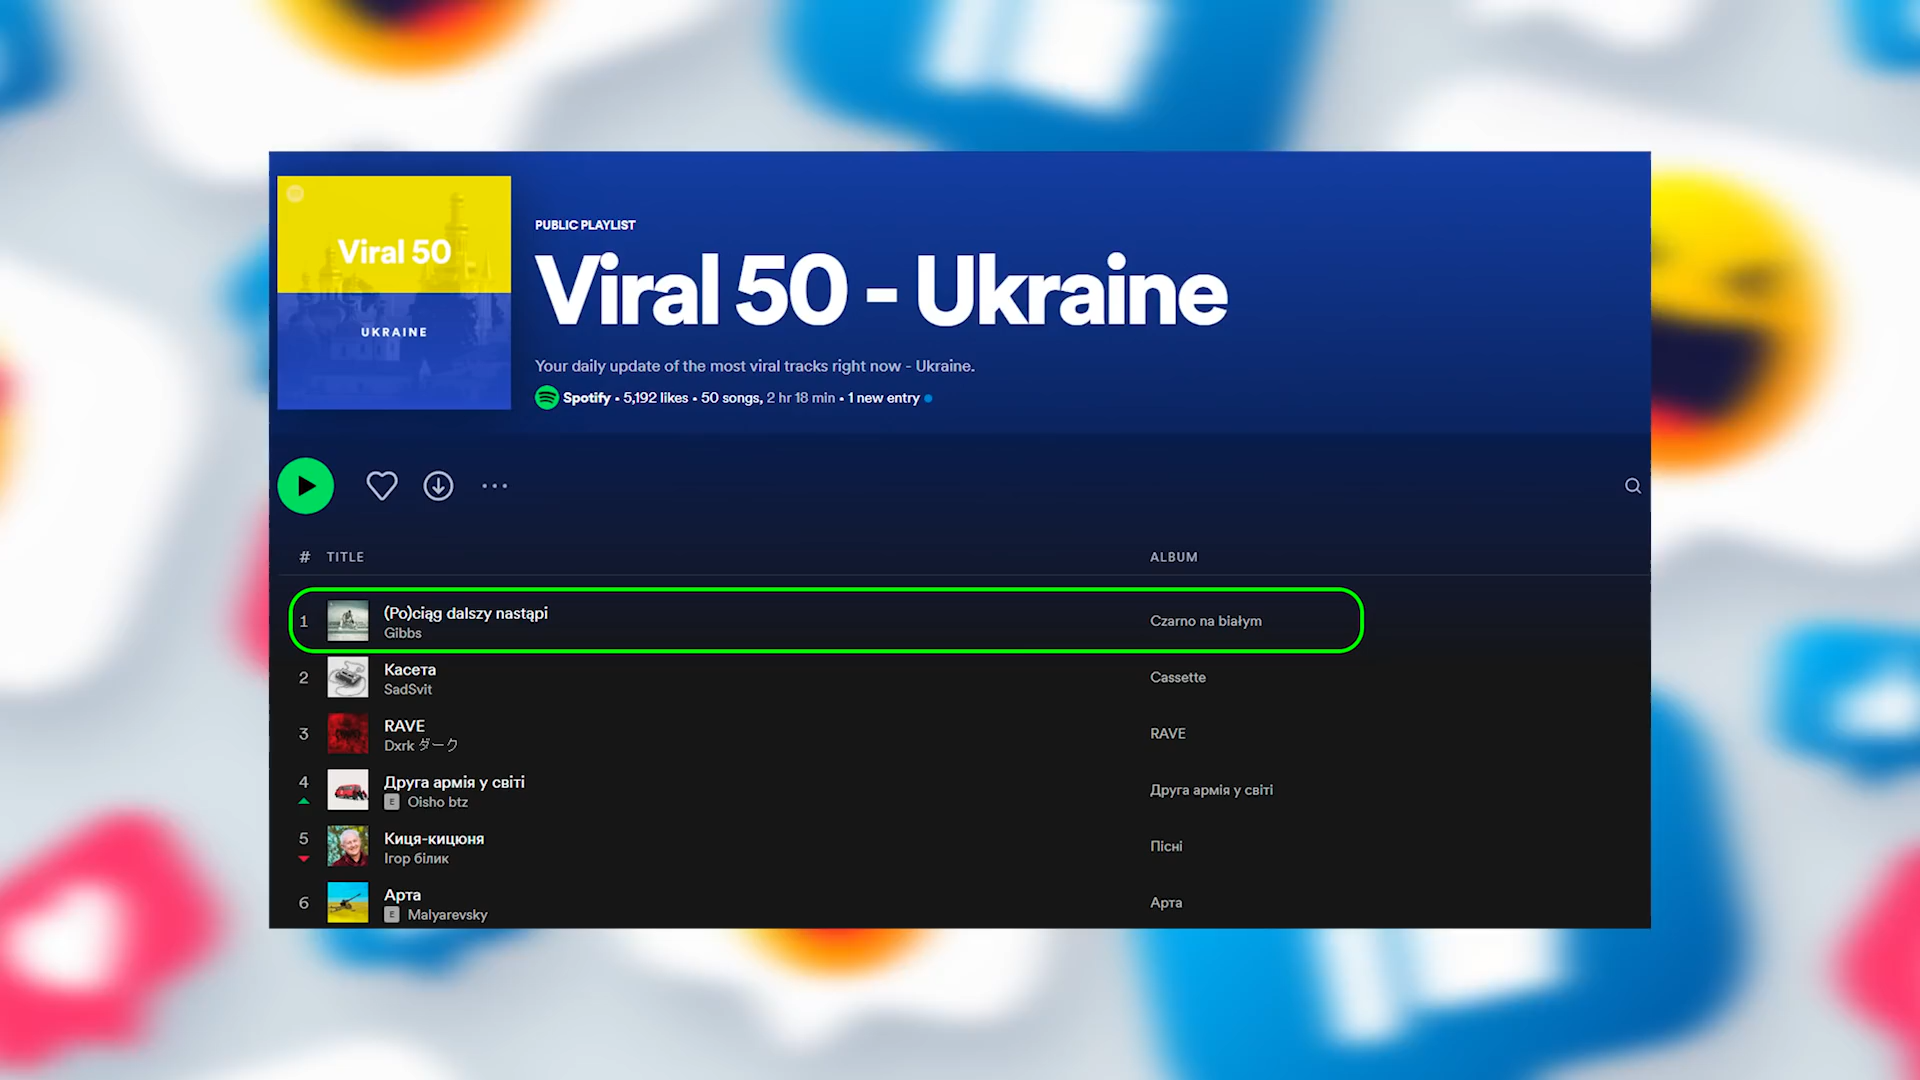 Viral 50
UKRAINE
PUBLIC PLAYLIST
Viral 50 - Ukraine
Your daily update of the most viral tracks right now - Ukraine.
Spotify • 5,192 likes • 50 songs, 2 hr 18 min • 1 new entry
# TITLE ALBUM
1 (Po)ciąg dalszy nastąpi Czarno na białym
Gibbs
2 Касета Cassette
SadSvit
3 RAVE RAVE
Dxrk ダーク
4 Друга армія у світі Друга армія у світі
E Oisho btz
5 Киця-кицюня Пісні
Ігор білик
6 Арта Арта
E Malyarevsky